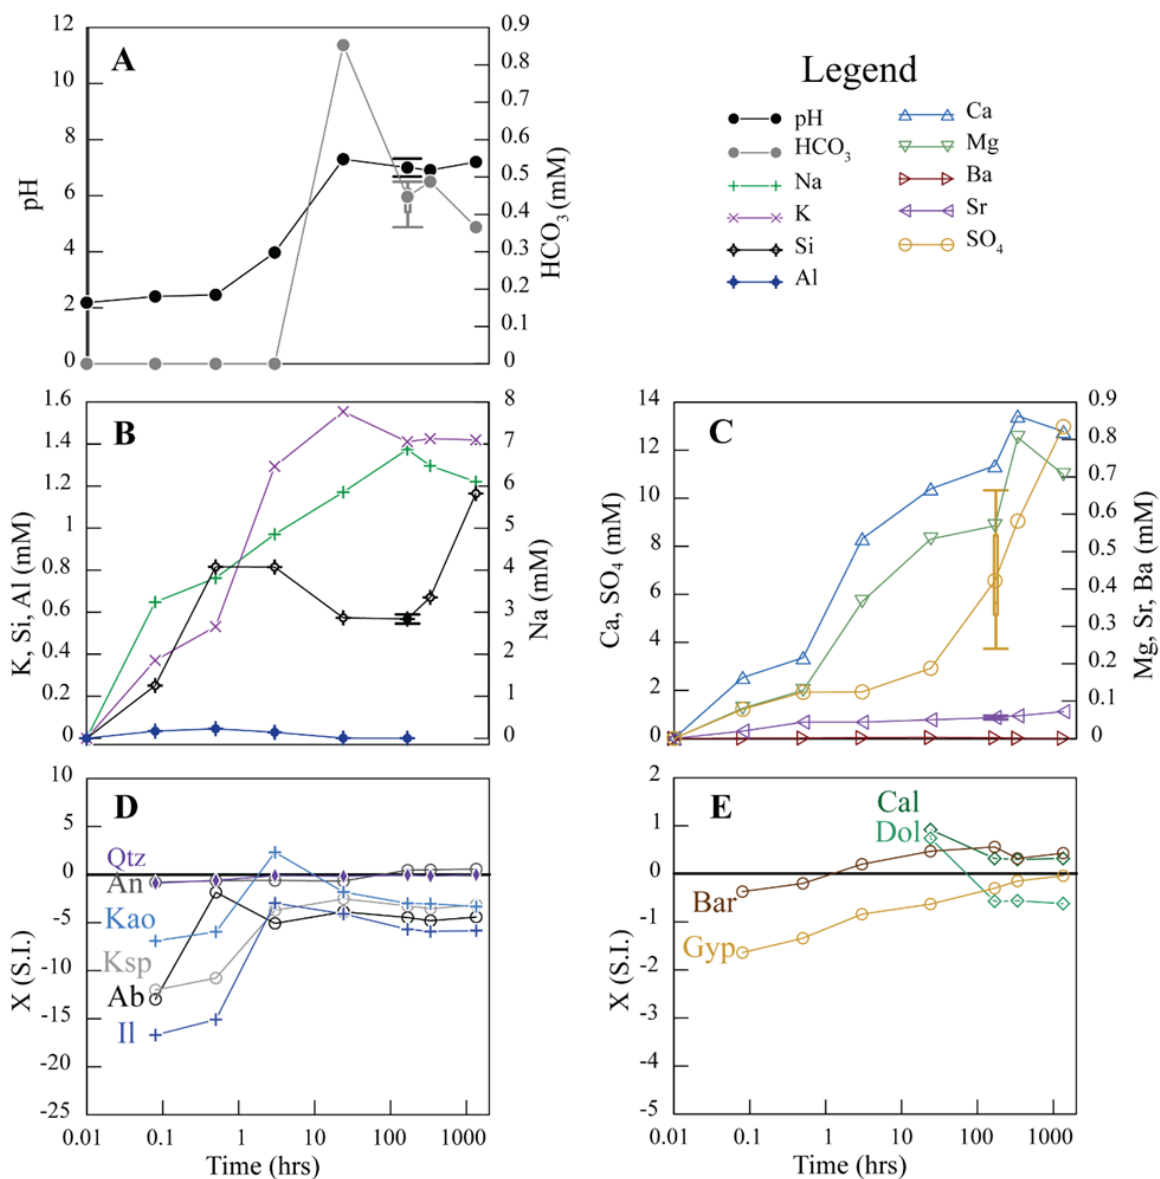 A
12
10
8
6
4
2
0
pH
0.9
0.8
0.7
0.6
0.5
0.4
0.3
0.2
0.1
0
HCO3 (mM)
Legend
pH
HCO3
Na
K
Si
Al
Ca
Mg
Ba
Sr
SO4
B
1.6
1.4
1.2
1
0.8
0.6
0.4
0.2
0
K, Si, Al (mM)
8
7
6
5
4
3
2
1
0
Na (mM)
C
14
12
10
8
6
4
2
0
Ca, SO4 (mM)
0.9
0.8
0.7
0.6
0.5
0.4
0.3
0.2
0.1
0
Mg, Sr, Ba (mM)
D
10
5
0
-5
-10
-15
-20
-25
X (S.I.)
Qtz
An
Kao
Ksp
Ab
Il
0.01
0.1
1
10
100
1000
Time (hrs)
E
2
1
0
-1
-2
-3
-4
-5
X (S.I.)
Cal
Dol
Bar
Gyp
0.01
0.1
1
10
100
1000
Time (hrs)